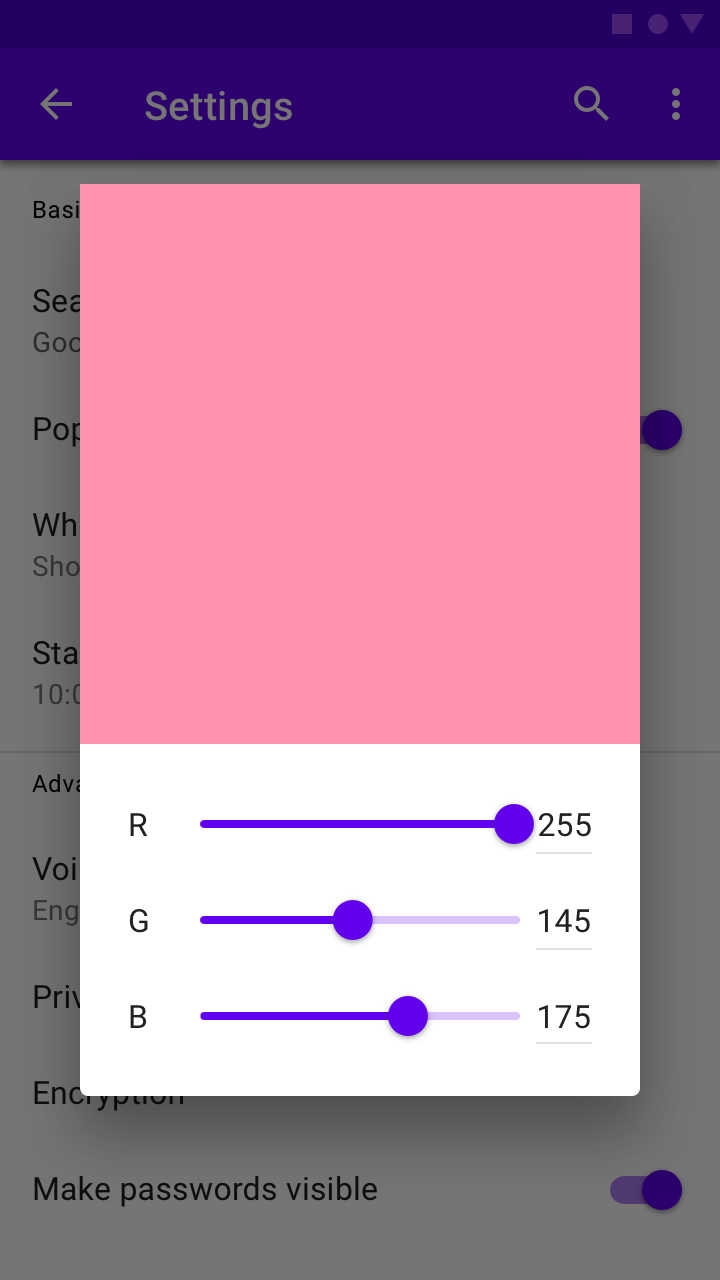 Settings
Basi
Sea
Goo
Pop
Wh
Sho
Sta
10:0
Adva
R 255
Voi
Eng
G 145
Priv
B 175
Encryption
Make passwords visible